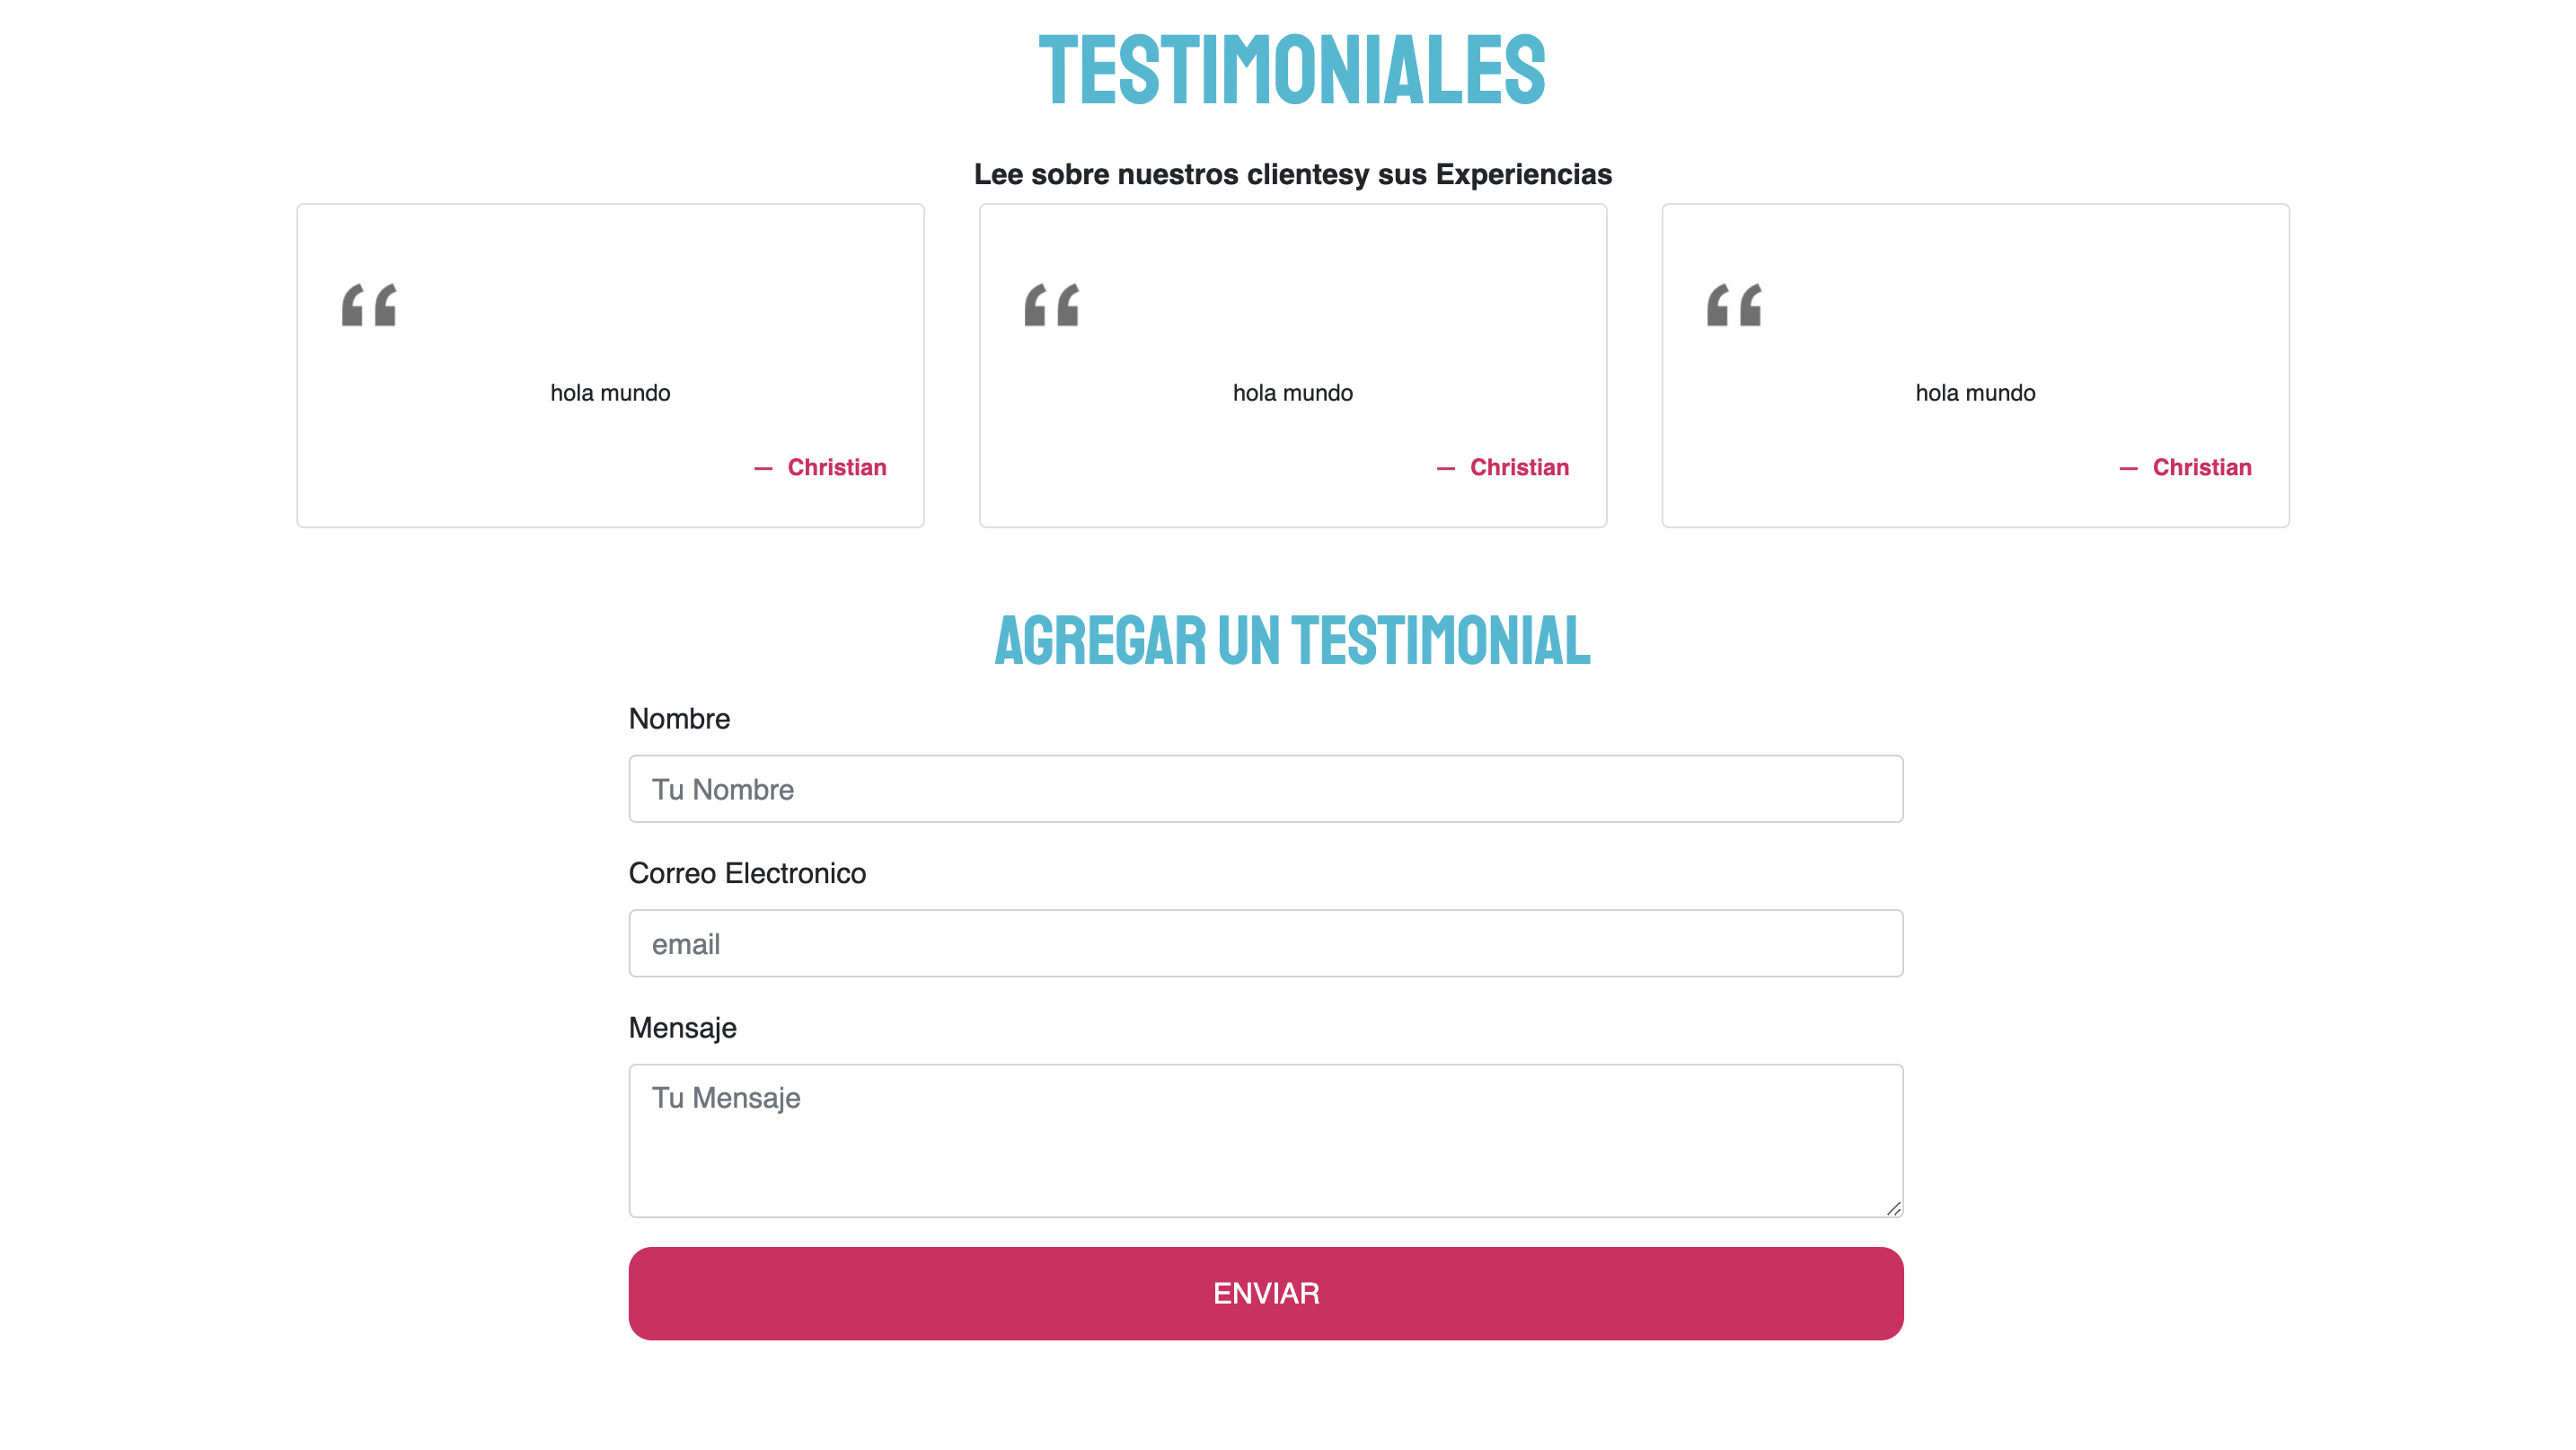 TESTIMONIALES
Lee sobre nuestros clientesy sus Experiencias
“
hola mundo
— Christian
“
hola mundo
— Christian
“
hola mundo
— Christian
AGREGAR UN TESTIMONIAL
Nombre
Tu Nombre
Correo Electronico
email
Mensaje
Tu Mensaje
ENVIAR